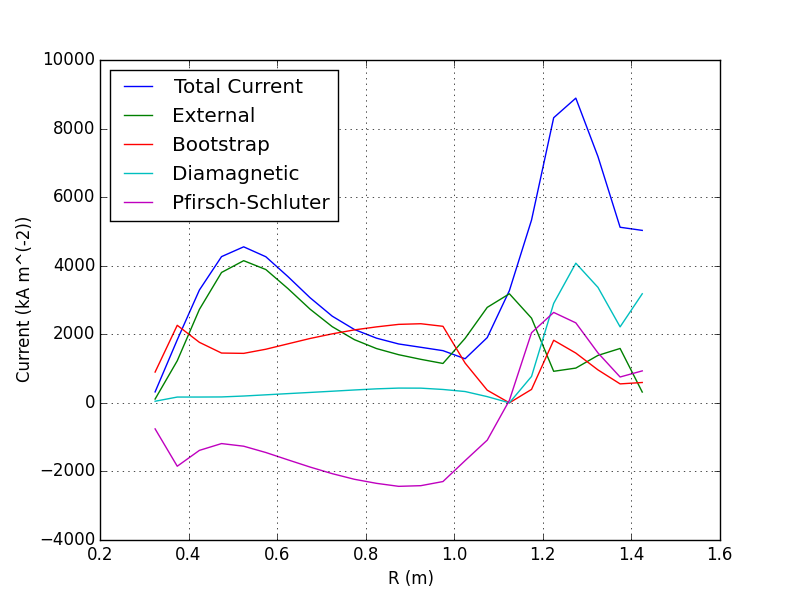 10000
8000
6000
4000
2000
0
−2000
−4000
0.2 0.4 0.6 0.8 1.0 1.2 1.4 1.6
R (m)
Current (kA m^(-2))
Total Current
External
Bootstrap
Diamagnetic
Pfirsch-Schluter